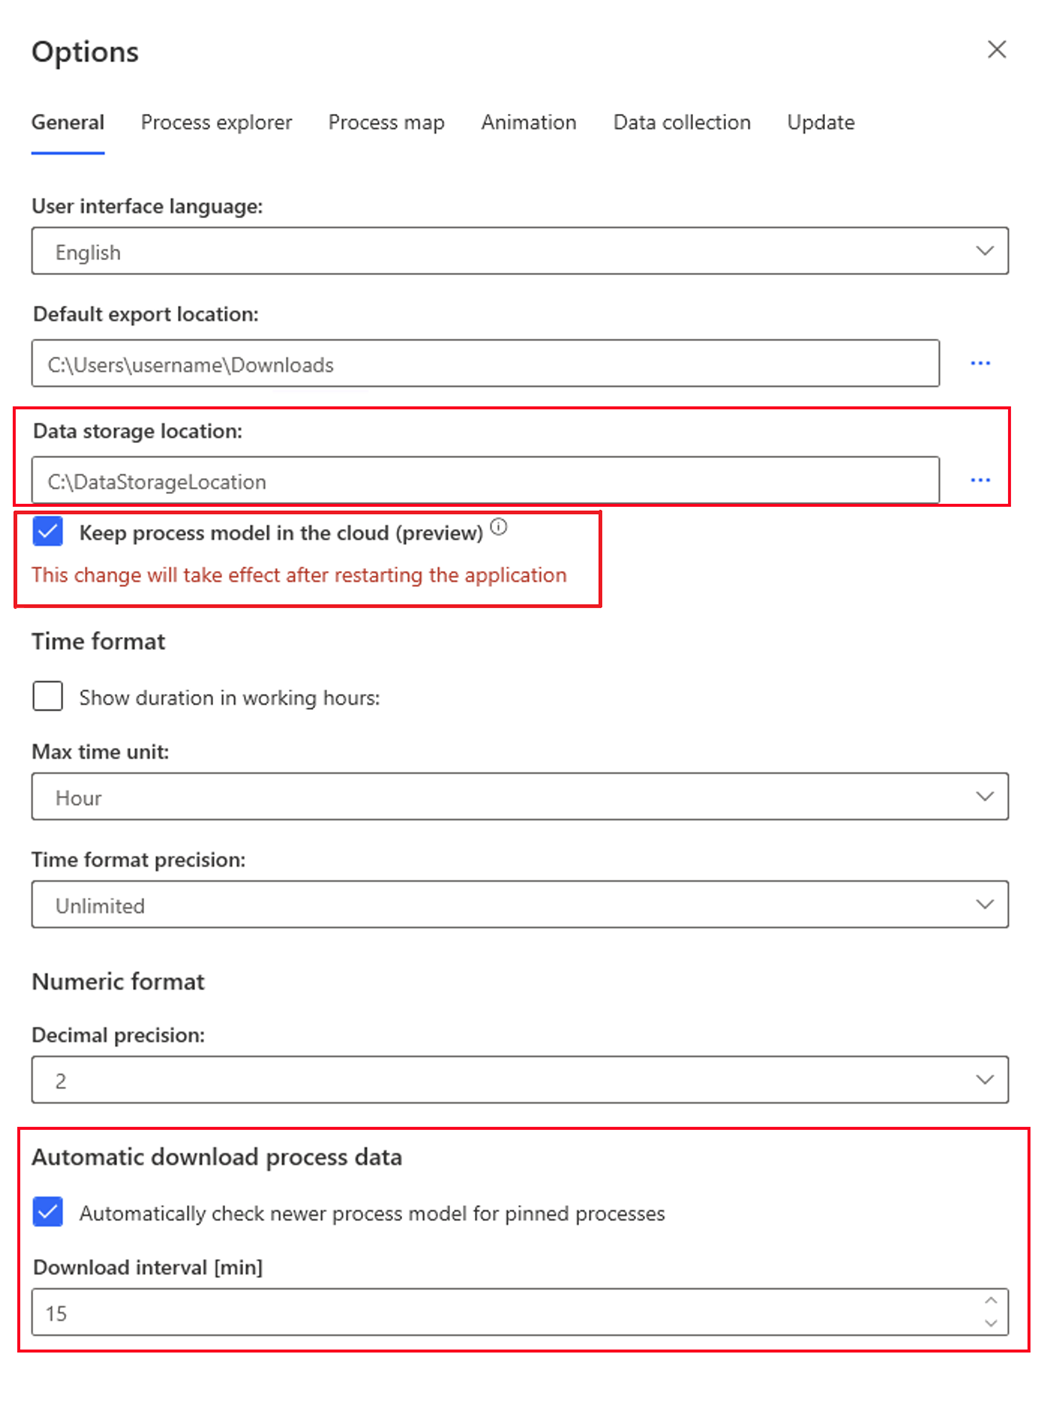 Options
General Process explorer Process map Animation Data collection Update
User interface language:
English
Default export location:
C:\Users\username\Downloads
...
Data storage location:
C:\DataStorageLocation
...
Keep process model in the cloud (preview)
This change will take effect after restarting the application
Time format
Show duration in working hours:
Max time unit:
Hour
Time format precision:
Unlimited
Numeric format
Decimal precision:
2
Automatic download process data
Automatically check newer process model for pinned processes
Download interval [min]
15